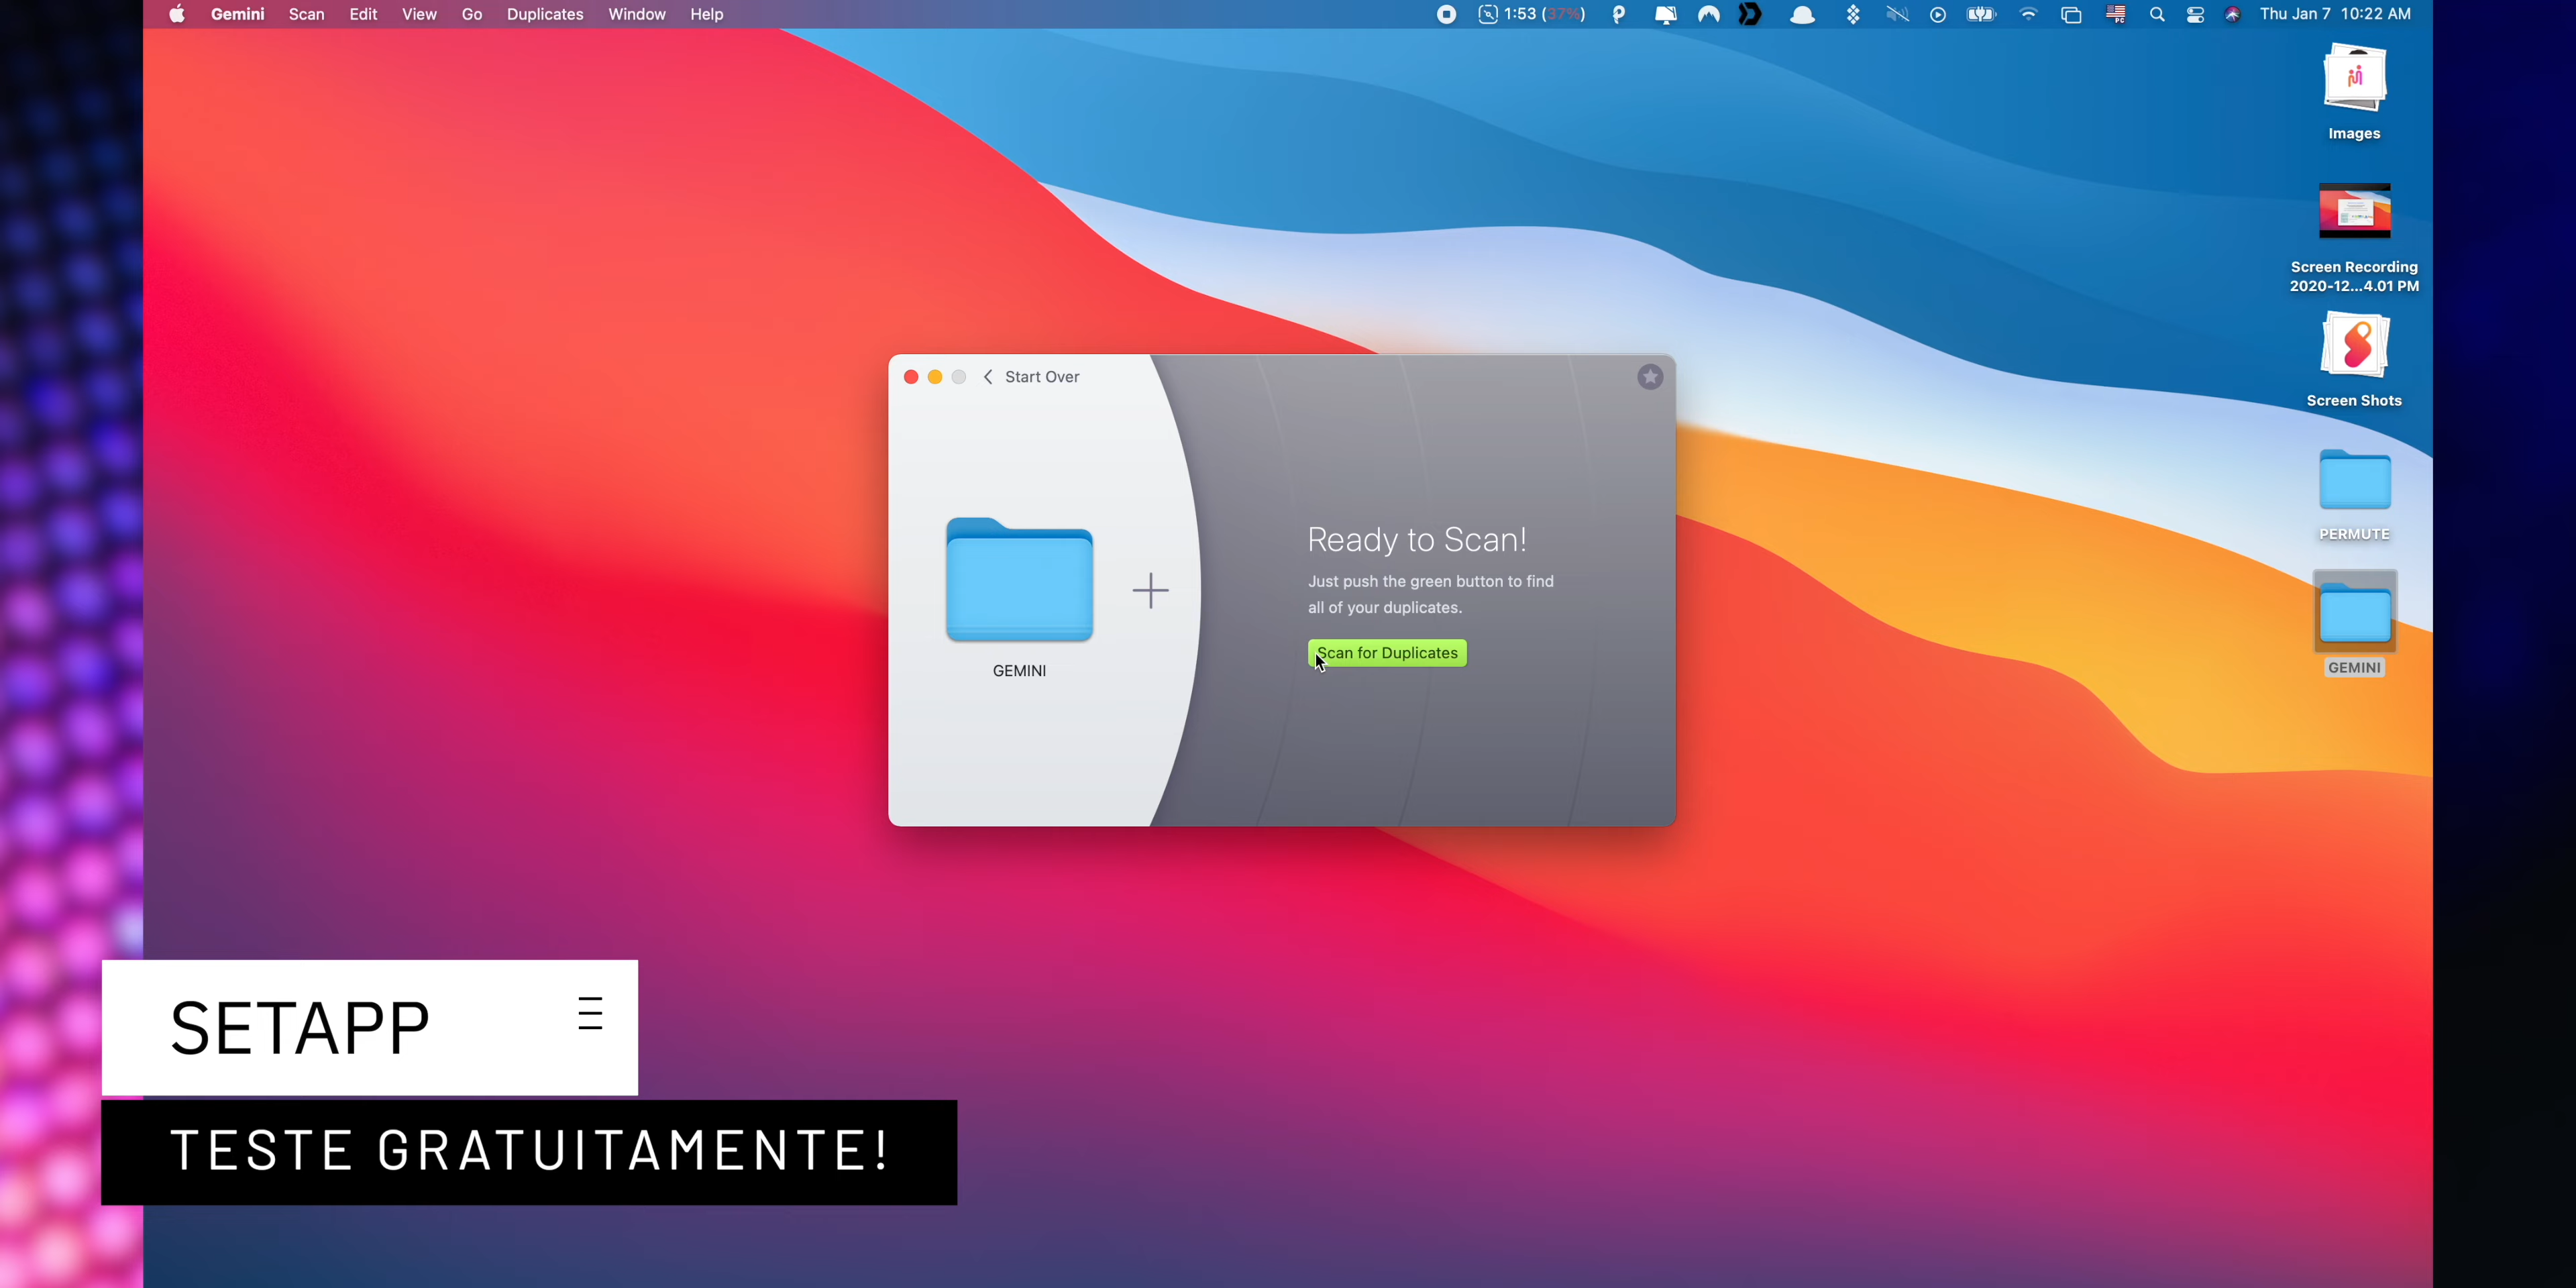 Gemini Scan Edit View Go Duplicates Window Help
1:53 (37%)
Thu Jan 7 10:22 AM
Images
Screen Recording
2020-12...4.01 PM
Screen Shots
PERMUTE
GEMINI
Start Over
GEMINI
Ready to Scan!
Just push the green button to find
all of your duplicates.
Scan for Duplicates
SETAPP
TESTE GRATUITAMENTE!